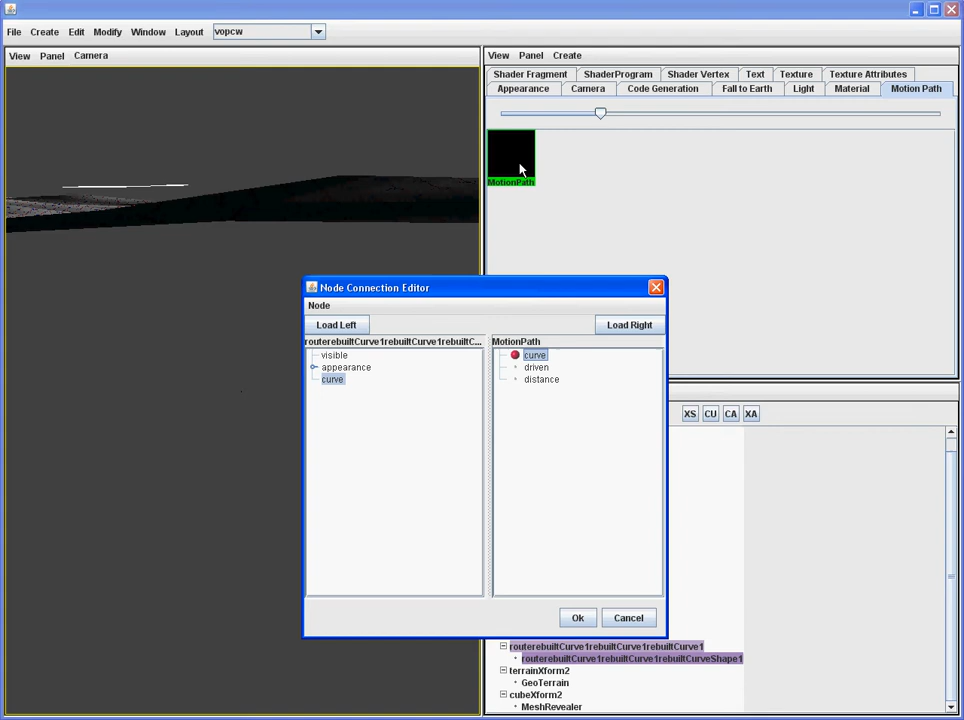 File Create Edit Modify Window Layout vopcw
View Panel Camera
View Panel Create
Shader Fragment ShaderProgram Shader Vertex Text Texture Texture Attributes
Appearance Camera Code Generation Fall to Earth Light Material Motion Path
MotionPath
Node Connection Editor
Node
Load Left Load Right
routerebuiltCurve1rebuiltCurve1rebuiltC... MotionPath
visible curve
appearance driven
curve distance
XS CU CA XA
Ok Cancel
routerebuiltCurve1rebuiltCurve1rebuiltCurve1
routerebuiltCurve1rebuiltCurve1rebuiltCurveShape1
terrainXform2
GeoTerrain
cubeXform2
MeshRevealer